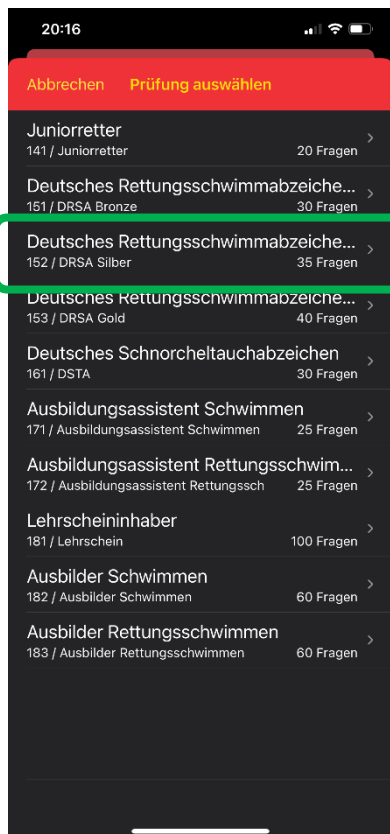 20:16
Abbrechen Prüfung auswählen
Juniorretter
141 / Juniorretter 20 Fragen
Deutsches Rettungsschwimmabzeiche...
151 / DRSA Bronze 30 Fragen
Deutsches Rettungsschwimmabzeiche...
152 / DRSA Silber 35 Fragen
Deutsches Rettungsschwimmabzeiche...
153 / DRSA Gold 40 Fragen
Deutsches Schnorcheltauchabzeichen
161 / DSTA 30 Fragen
Ausbildungsassistent Schwimmen
171 / Ausbildungsassistent Schwimmen 25 Fragen
Ausbildungsassistent Rettungsschwim...
172 / Ausbildungsassistent Rettungssch 25 Fragen
Lehrscheininhaber
181 / Lehrschein 100 Fragen
Ausbilder Schwimmen
182 / Ausbilder Schwimmen 60 Fragen
Ausbilder Rettungsschwimmen
183 / Ausbilder Rettungsschwimmen 60 Fragen